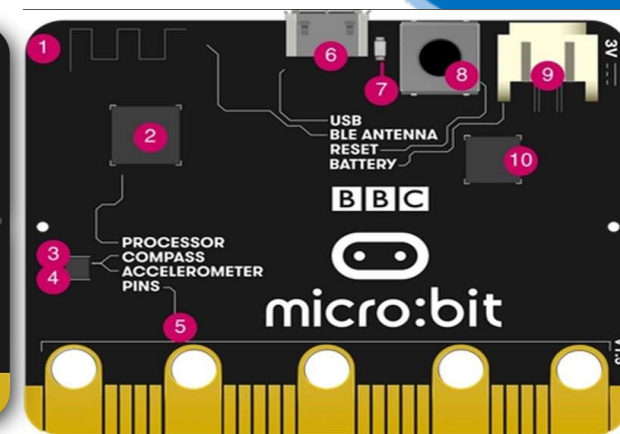 1
6
7
8
9
3V
2
USB
BLE ANTENNA
RESET
BATTERY
10
BBC
3
4
PROCESSOR
COMPASS
ACCELEROMETER
PINS
5
micro:bit